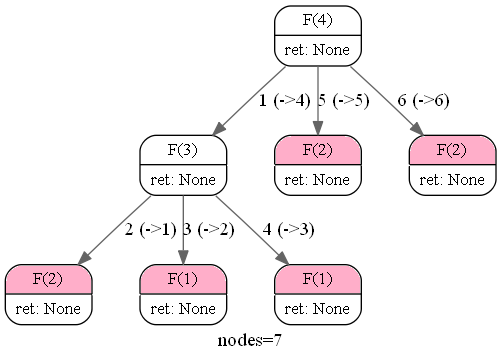 F(4)
ret: None
1 (->4)
5 (->5)
6 (->6)
F(3)
ret: None
F(2)
ret: None
F(2)
ret: None
2 (->1)
3 (->2)
4 (->3)
F(2)
ret: None
F(1)
ret: None
F(1)
ret: None
nodes=7